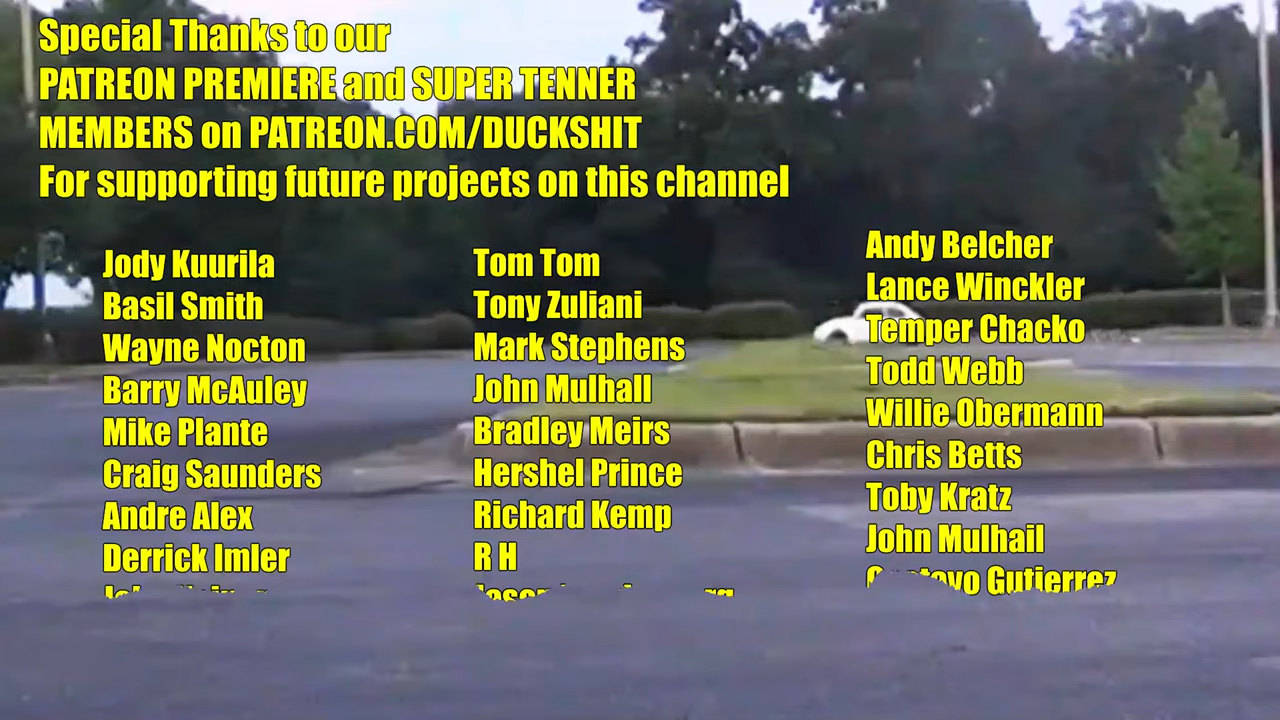 Special Thanks to our
PATREON PREMIERE and SUPER TENNER
MEMBERS on PATREON.COM/DUCKSHIT
For supporting future projects on this channel
Jody Kuurila
Basil Smith
Wayne Nocton
Barry McAuley
Mike Plante
Craig Saunders
Andre Alex
Derrick Imler
Tom Tom
Tony Zuliani
Mark Stephens
John Mulhall
Bradley Meirs
Hershel Prince
Richard Kemp
R H
Andy Belcher
Lance Winckler
Temper Chacko
Todd Webb
Willie Obermann
Chris Betts
Toby Kratz
John Mulhail
Gutierrez